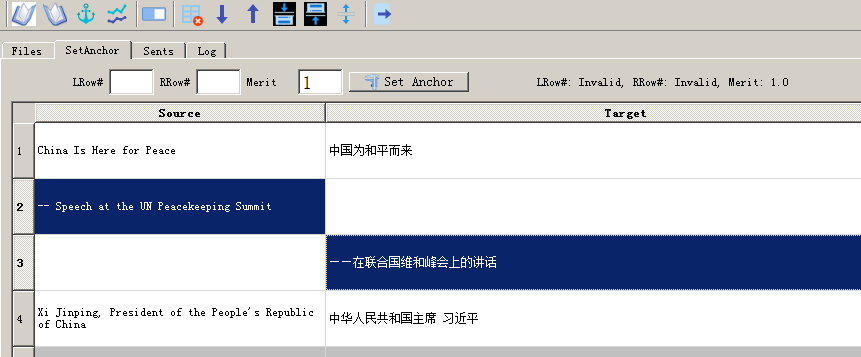 Files SetAnchor Sents Log
LRow# RRow# Merit 1 Set Anchor LRow#: Invalid, RRow#: Invalid, Merit: 1.0
Source Target
1 China Is Here for Peace 中国为和平而来
2 -- Speech at the UN Peacekeeping Summit
3 ——在联合国维和峰会上的讲话
4 Xi Jinping, President of the People's Republic
of China 中华人民共和国主席 习近平